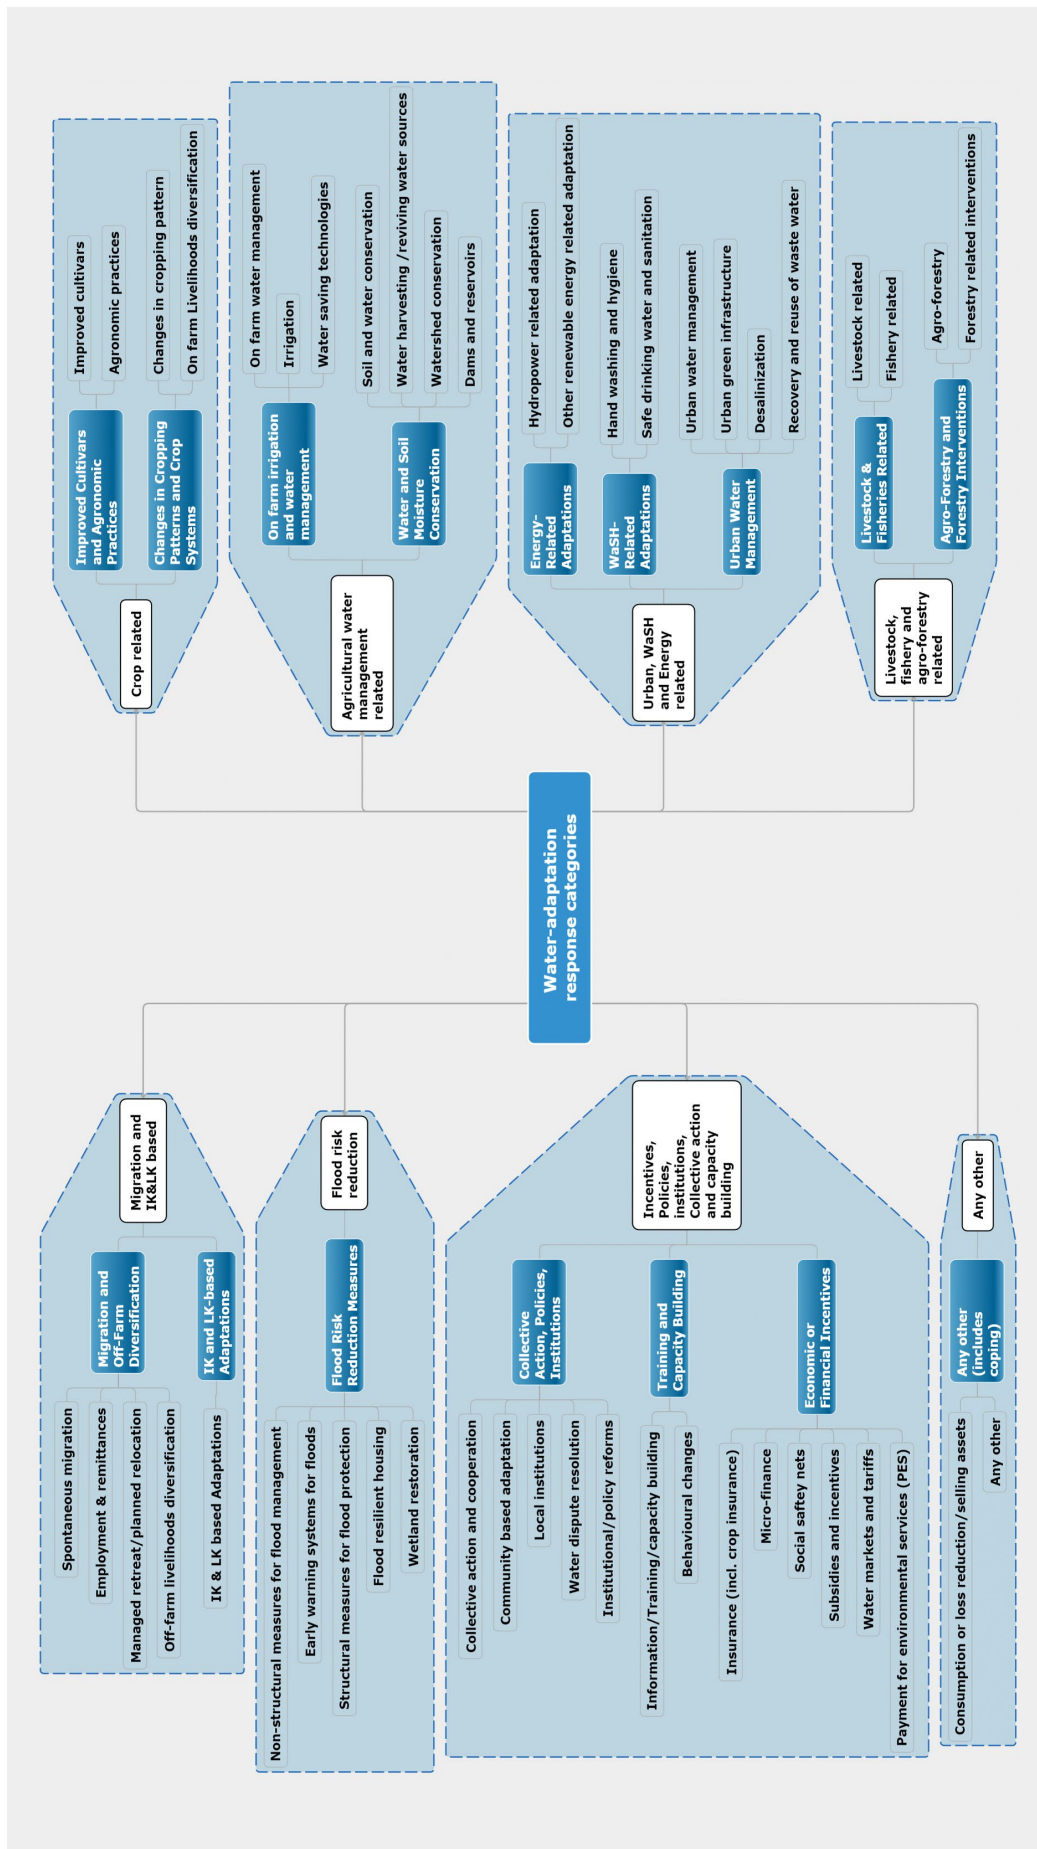 Water-adaptation
response categories
Migration and
IK&LK based
Migration and
Off-Farm
Diversification
Spontaneous migration
Employment & remittances
Managed retreat/planned relocation
Off-farm livelihoods diversification
IK and LK-based
Adaptations
IK & LK based Adaptations
Flood risk
reduction
Flood Risk
Reduction Measures
Non-structural measures for flood management
Early warning systems for floods
Structural measures for flood protection
Flood resilient housing
Wetland restoration
Incentives,
Policies,
institutions,
Collective action
and capacity
building
Collective
Action, Policies,
Institutions
Collective action and cooperation
Community based adaptation
Local institutions
Water dispute resolution
Institutional/policy reforms
Training and
Capacity Building
Information/Training/capacity building
Behavioural changes
Economic or
Financial Incentives
Insurance (incl. crop insurance)
Micro-finance
Social saftey nets
Subsidies and incentives
Water markets and tariffs
Payment for environmental services (PES)
Any other
Any other
(includes
coping)
Consumption or loss reduction/selling assets
Any other
Crop related
Improved Cultivars
and Agronomic
Practices
Improved cultivars
Agronomic practices
Changes in Cropping
Patterns and Crop
Systems
Changes in cropping pattern
On farm Livelihoods diversification
Agricultural water
management
related
On farm irrigation
and water
management
On farm water management
Irrigation
Water saving technologies
Water and Soil
Moisture
Conservation
Soil and water conservation
Water harvesting /reviving water sources
Watershed conservation
Dams and reservoirs
Urban, WaSH
and Energy
related
Energy-
Related
Adaptations
Hydropower related adaptation
Other renewable energy related adaptation
WaSH-
Related
Adaptations
Hand washing and hygiene
Safe drinking water and sanitation
Urban Water
Management
Urban water management
Urban green infrastructure
Desalinization
Recovery and reuse of waste water
Livestock,
fishery and
agro-forestry
related
Livestock &
Fisheries Related
Livestock related
Fishery related
Agro-Forestry and
Forestry Interventions
Agro-forestry
Forestry related interventions